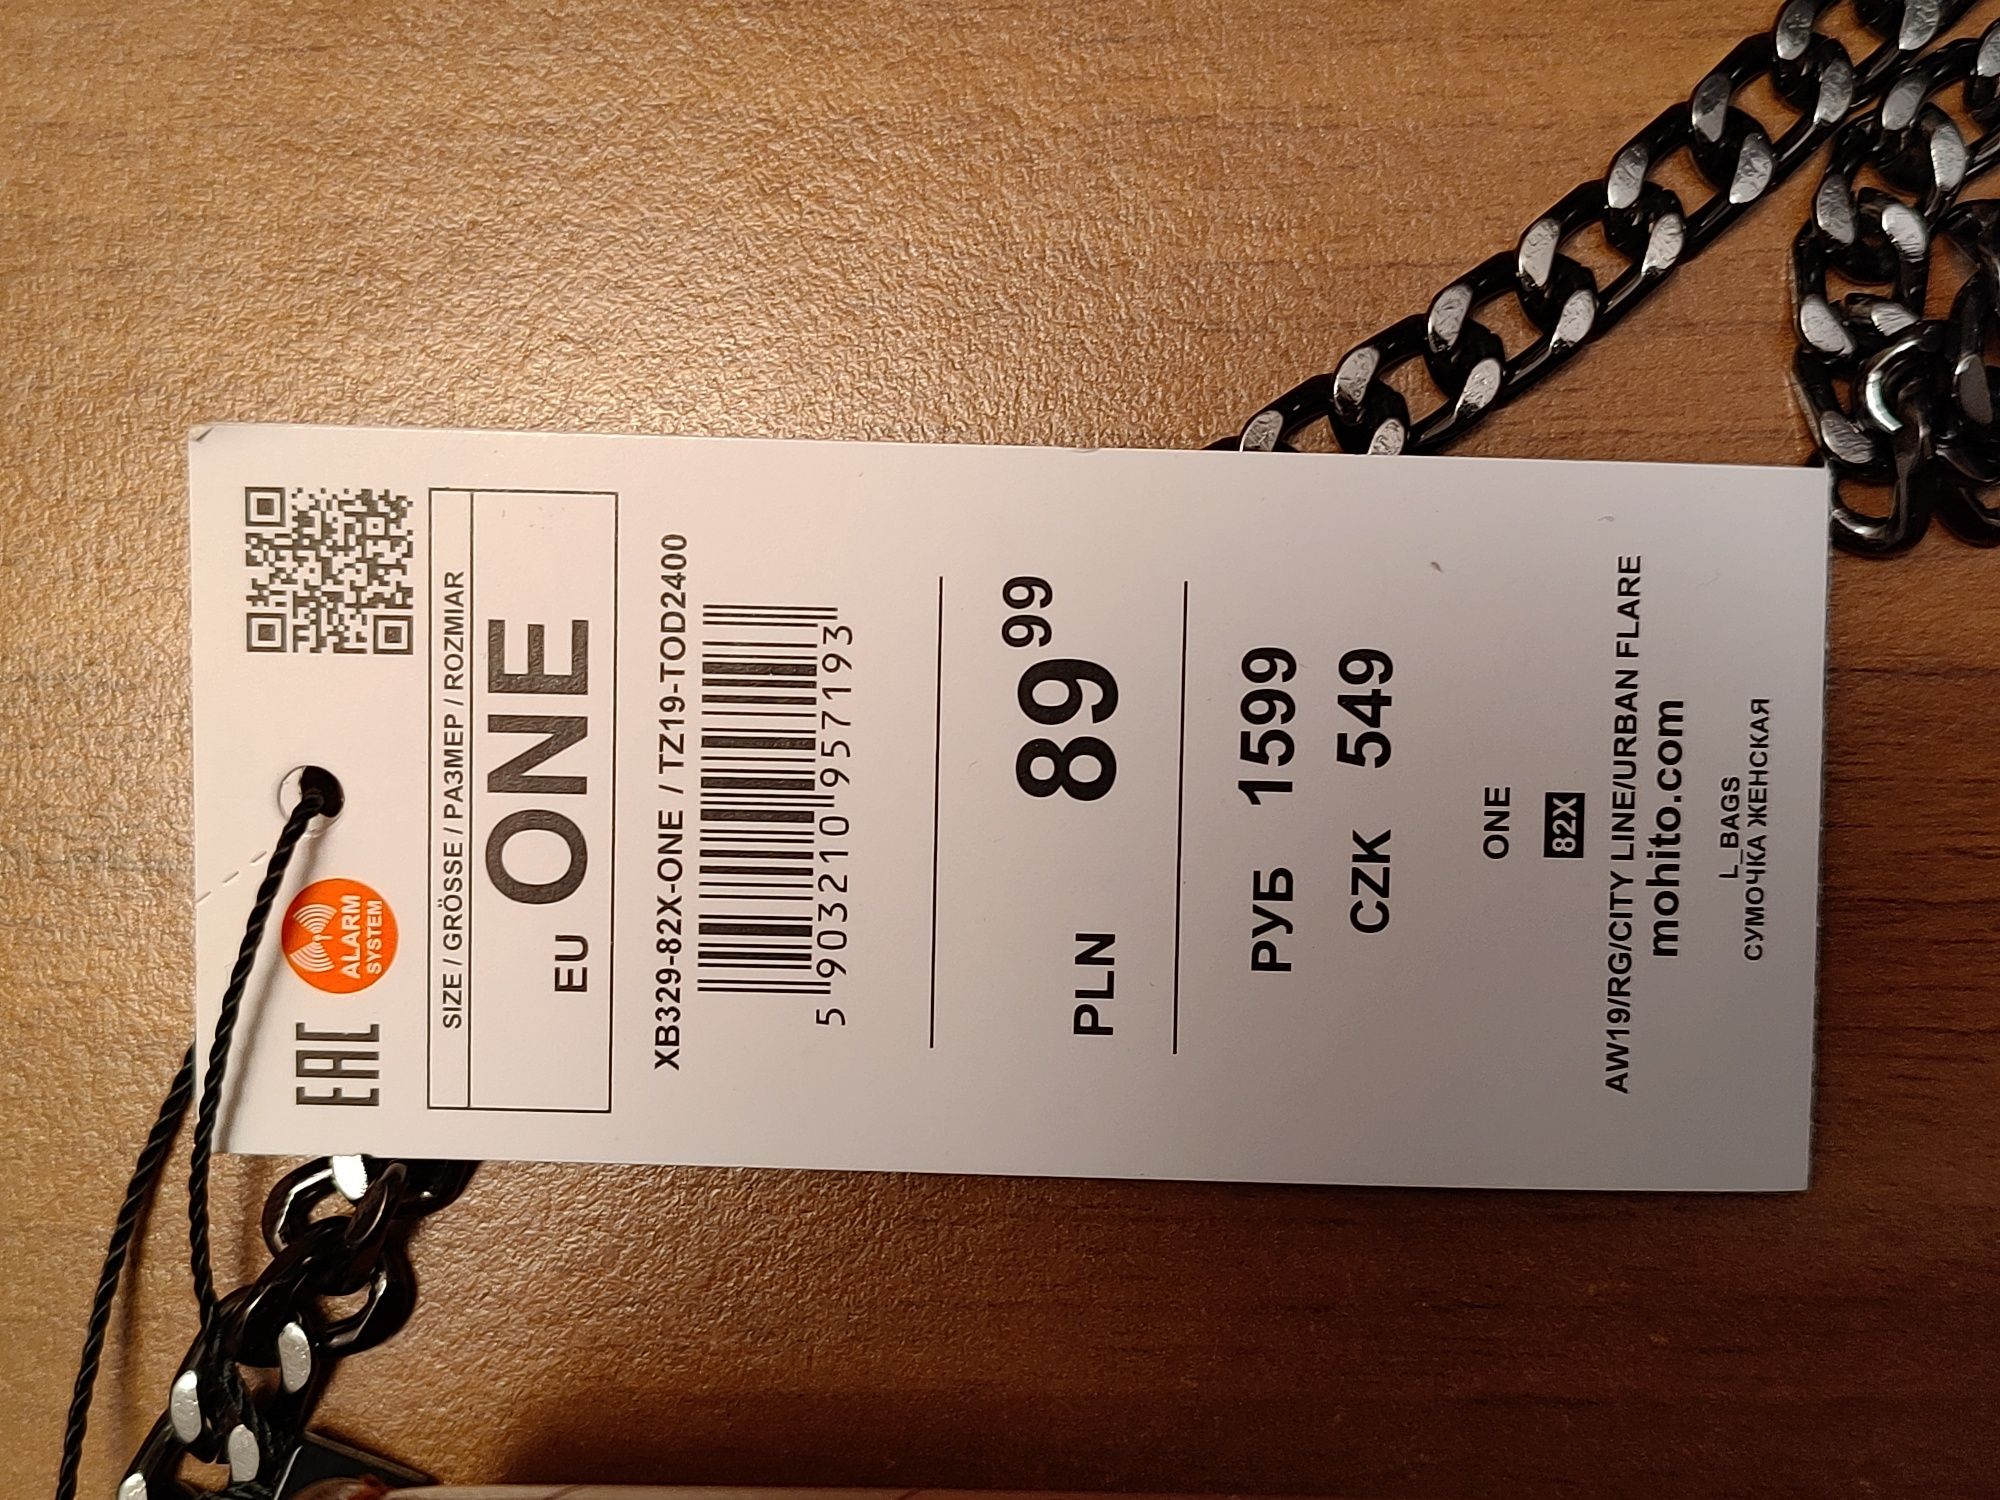 EAC
ALARM
SYSTEM
SIZE / GRÖSSE / РАЗМЕР / ROZMIAR
EU ONE
XB329-82X-ONE / TZ19-TOD2400
5 903210 957193
PLN 89 99
РУБ 1599
CZK 549
ONE
82X
AW19/RG/CITY LINE/URBAN FLARE
mohito.com
L_BAGS
СУМОЧКА ЖЕНСКАЯ